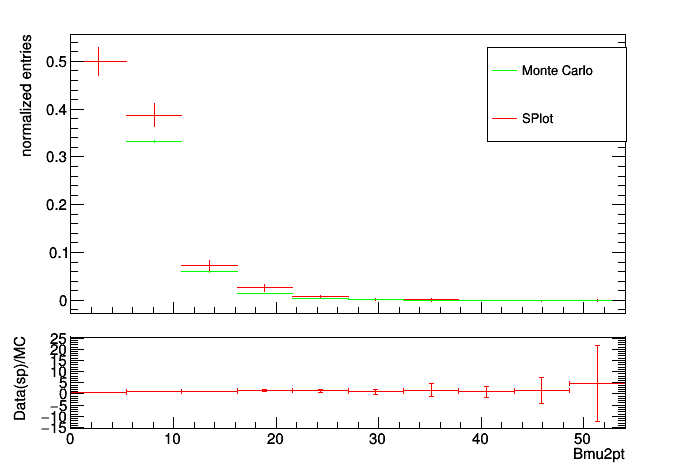 normalized entries
0.5
0.4
0.3
0.2
0.1
0
Monte Carlo
SPlot
Data(sp)/MC
25
20
15
10
5
0
−5
−10
−15
0 10 20 30 40 50
Bmu2pt